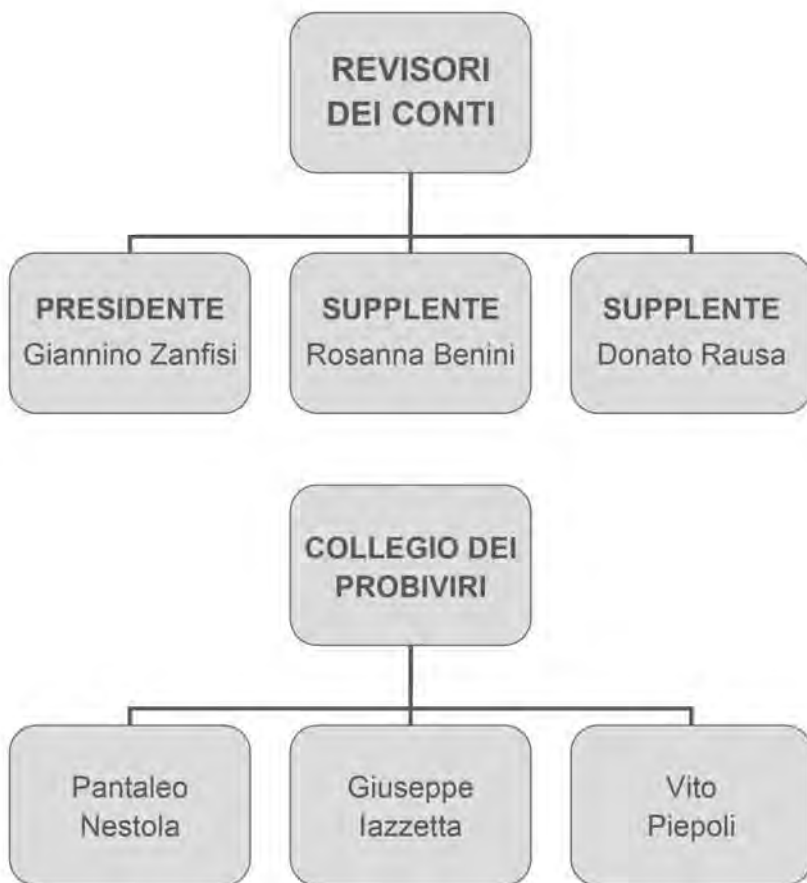 REVISORI
DEI CONTI
PRESIDENTE
Giannino Zanfisi
SUPPLENTE
Rosanna Benini
SUPPLENTE
Donato Rausa
COLLEGIO DEI
PROBIVIRI
Pantaleo
Nestola
Giuseppe
Iazzetta
Vito
Piepoli